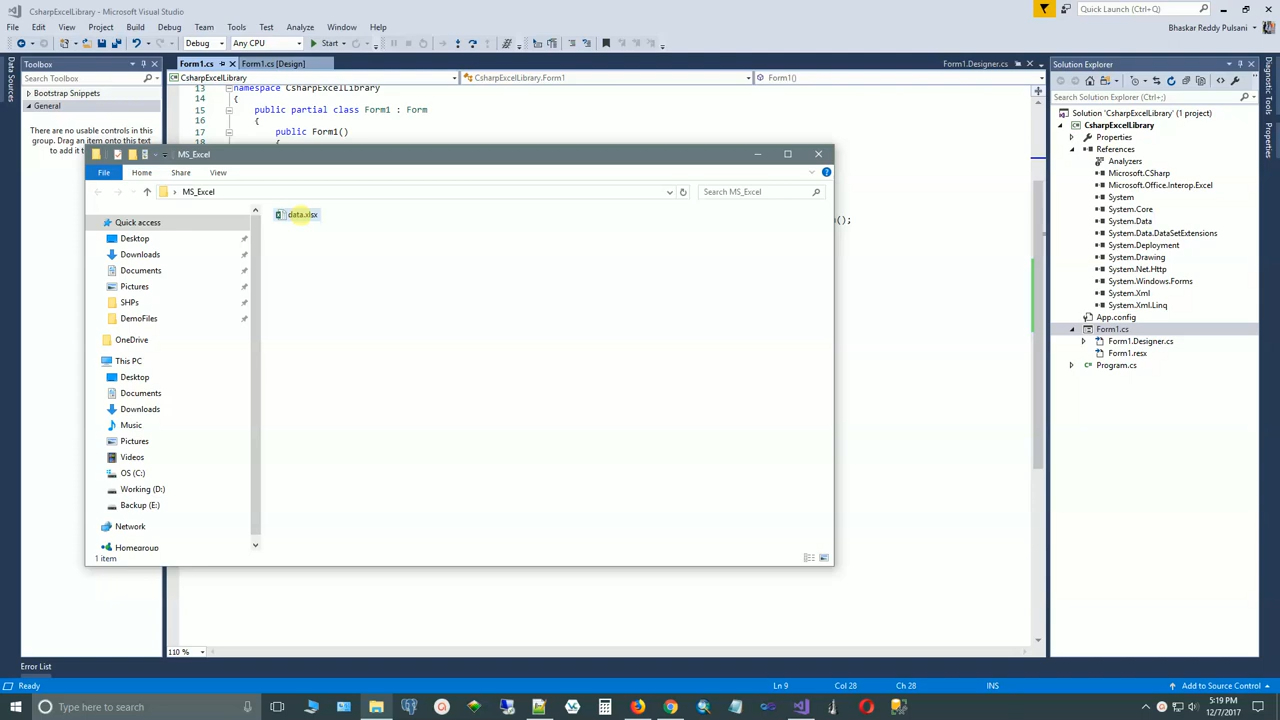 CsharpExcelLibrary - Microsoft Visual Studio
Quick Launch (Ctrl+Q)
File Edit View Project Build Debug Team Tools Test Analyze Window Help
Bhaskar Reddy Pulsani
Debug Any CPU Start
Data Sources
Toolbox
Search Toolbox
Bootstrap Snippets
General
There are no usable controls in this
group. Drag an item onto this text
to add it t
Form1.cs Form1.cs [Design] Form1.Designer.cs
CsharpExcelLibrary CsharpExcelLibrary.Form1 Form1()
13 namespace CsharpExcelLibrary
14 {
15 public partial class Form1 : Form
16 {
17 public Form1()
18 {
();
MS_Excel
File Home Share View
MS_Excel
Search MS_Excel
data.xlsx
Quick access
Desktop
Downloads
Documents
Pictures
SHPs
DemoFiles
OneDrive
This PC
Desktop
Documents
Downloads
Music
Pictures
Videos
OS (C:)
Working (D:)
Backup (E:)
Network
Homegroup
1 item
110 %
Solution Explorer
Search Solution Explorer (Ctrl+;)
Solution 'CsharpExcelLibrary' (1 project)
CsharpExcelLibrary
Properties
References
Analyzers
Microsoft.CSharp
Microsoft.Office.Interop.Excel
System
System.Core
System.Data
System.Data.DataSetExtensions
System.Deployment
System.Drawing
System.Net.Http
System.Windows.Forms
System.Xml
System.Xml.Linq
App.config
Form1.cs
Form1.Designer.cs
Form1.resx
Program.cs
Diagnostic Tools
Properties
Error List
Ready Ln 9 Col 28 Ch 28 INS Add to Source Control
Type here to search
5:19 PM
12/7/2017